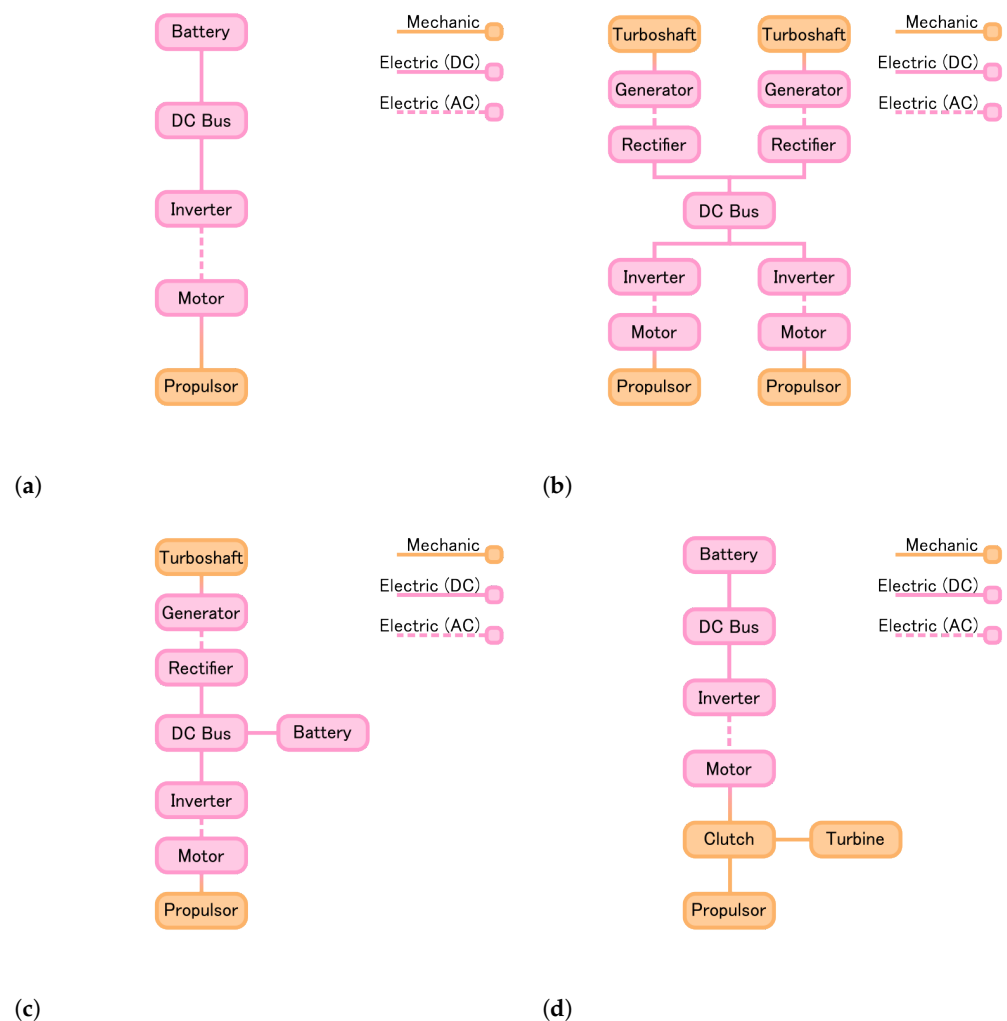 Battery
DC Bus
Inverter
Motor
Propulsor
Mechanic
Electric (DC)
Electric (AC)
(a)
Turboshaft Turboshaft
Generator Generator
Rectifier Rectifier
DC Bus
Inverter Inverter
Motor Motor
Propulsor Propulsor
Mechanic
Electric (DC)
Electric (AC)
(b)
Turboshaft
Generator
Rectifier
DC Bus Battery
Inverter
Motor
Propulsor
Mechanic
Electric (DC)
Electric (AC)
(c)
Battery
DC Bus
Inverter
Motor
Clutch Turbine
Propulsor
Mechanic
Electric (DC)
Electric (AC)
(d)